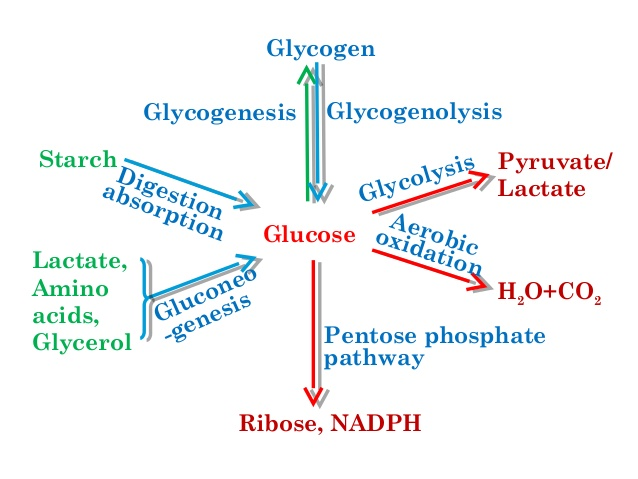 Glycogen
Glycogenesis
Glycogenolysis
Starch
Digestion
absorption
Glycolysis
Pyruvate/
Lactate
Glucose
Aerobic
oxidation
Lactate,
Amino
acids,
Glycerol
Gluconeo
-genesis
H₂O+CO₂
Pentose phosphate
pathway
Ribose, NADPH